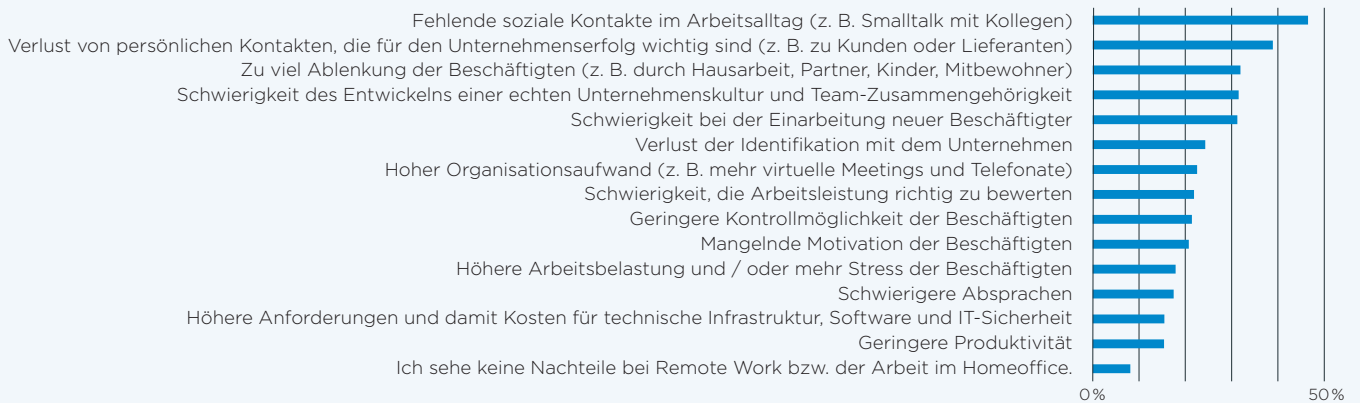 Fehlende soziale Kontakte im Arbeitsalltag (z. B. Smalltalk mit Kollegen)
Verlust von persönlichen Kontakten, die für den Unternehmenserfolg wichtig sind (z. B. zu Kunden oder Lieferanten)
Zu viel Ablenkung der Beschäftigten (z. B. durch Hausarbeit, Partner, Kinder, Mitbewohner)
Schwierigkeit des Entwickelns einer echten Unternehmenskultur und Team-Zusammengehörigkeit
Schwierigkeit bei der Einarbeitung neuer Beschäftigter
Verlust der Identifikation mit dem Unternehmen
Hoher Organisationsaufwand (z. B. mehr virtuelle Meetings und Telefonate)
Schwierigkeit, die Arbeitsleistung richtig zu bewerten
Geringere Kontrollmöglichkeit der Beschäftigten
Mangelnde Motivation der Beschäftigten
Höhere Arbeitsbelastung und / oder mehr Stress der Beschäftigten
Schwierigere Absprachen
Höhere Anforderungen und damit Kosten für technische Infrastruktur, Software und IT-Sicherheit
Geringere Produktivität
Ich sehe keine Nachteile bei Remote Work bzw. der Arbeit im Homeoffice.
0 % 50 %